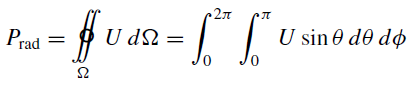 P_rad = ∯_Ω U dΩ = ∫_0^{2π} ∫_0^{π} U sin θ dθ dϕ